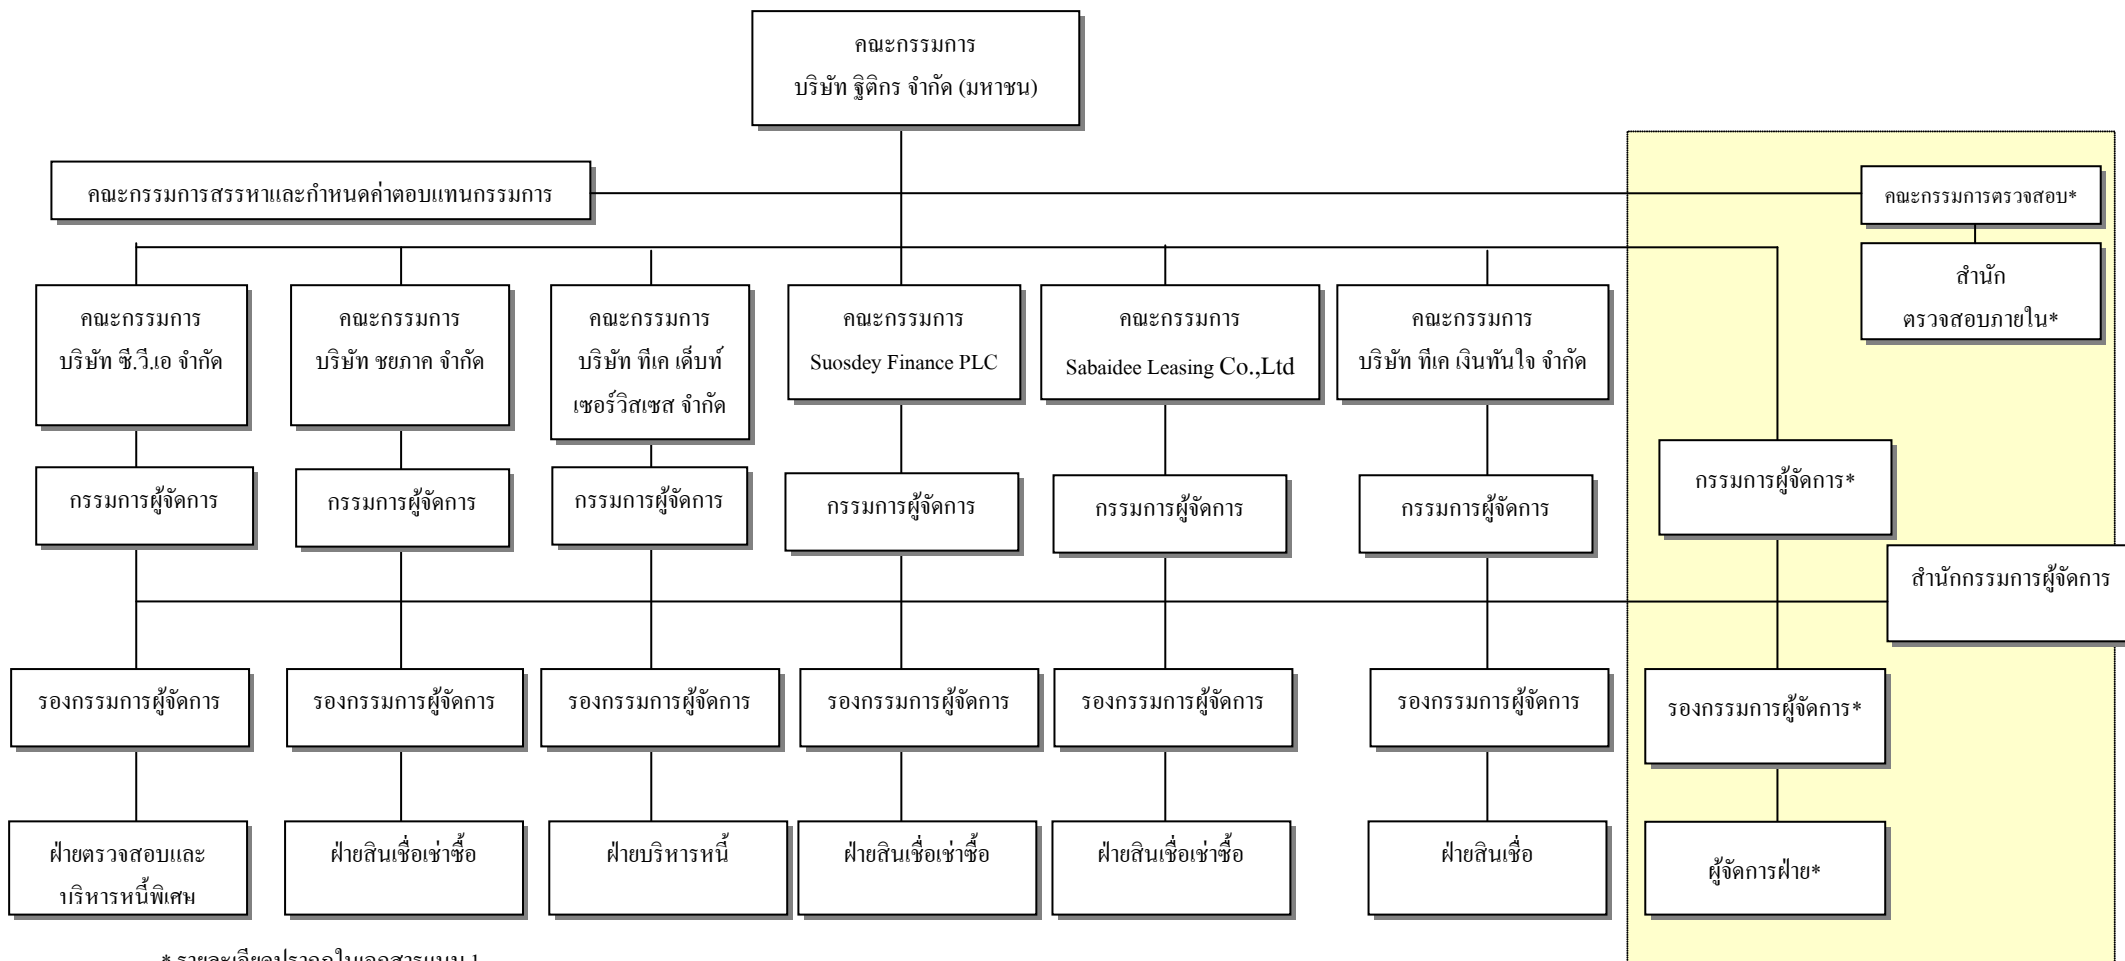 คณะกรรมการ
บริษัท ฐิติกร จำกัด (มหาชน)
คณะกรรมการสรรหาและกำหนดค่าตอบแทนกรรมการ
คณะกรรมการตรวจสอบ*
สำนัก
ตรวจสอบภายใน*
คณะกรรมการ
บริษัท ซี.วี.เอ จำกัด
คณะกรรมการ
บริษัท ชยภาค จำกัด
คณะกรรมการ
บริษัท ทีเค เด็บท์
เซอร์วิสเซส จำกัด
คณะกรรมการ
Suosdey Finance PLC
คณะกรรมการ
Sabaidee Leasing Co.,Ltd
คณะกรรมการ
บริษัท ทีเค เงินทันใจ จำกัด
กรรมการผู้จัดการ
กรรมการผู้จัดการ
กรรมการผู้จัดการ
กรรมการผู้จัดการ
กรรมการผู้จัดการ
กรรมการผู้จัดการ
กรรมการผู้จัดการ*
สำนักกรรมการผู้จัดการ
รองกรรมการผู้จัดการ
รองกรรมการผู้จัดการ
รองกรรมการผู้จัดการ
รองกรรมการผู้จัดการ
รองกรรมการผู้จัดการ
รองกรรมการผู้จัดการ
รองกรรมการผู้จัดการ*
ฝ่ายตรวจสอบและ
บริหารหนี้พิเศษ
ฝ่ายสินเชื่อเช่าซื้อ
ฝ่ายบริหารหนี้
ฝ่ายสินเชื่อเช่าซื้อ
ฝ่ายสินเชื่อเช่าซื้อ
ฝ่ายสินเชื่อ
ผู้จัดการฝ่าย*
* รายละเอียดปรากฏในเอกสารแนบ 1